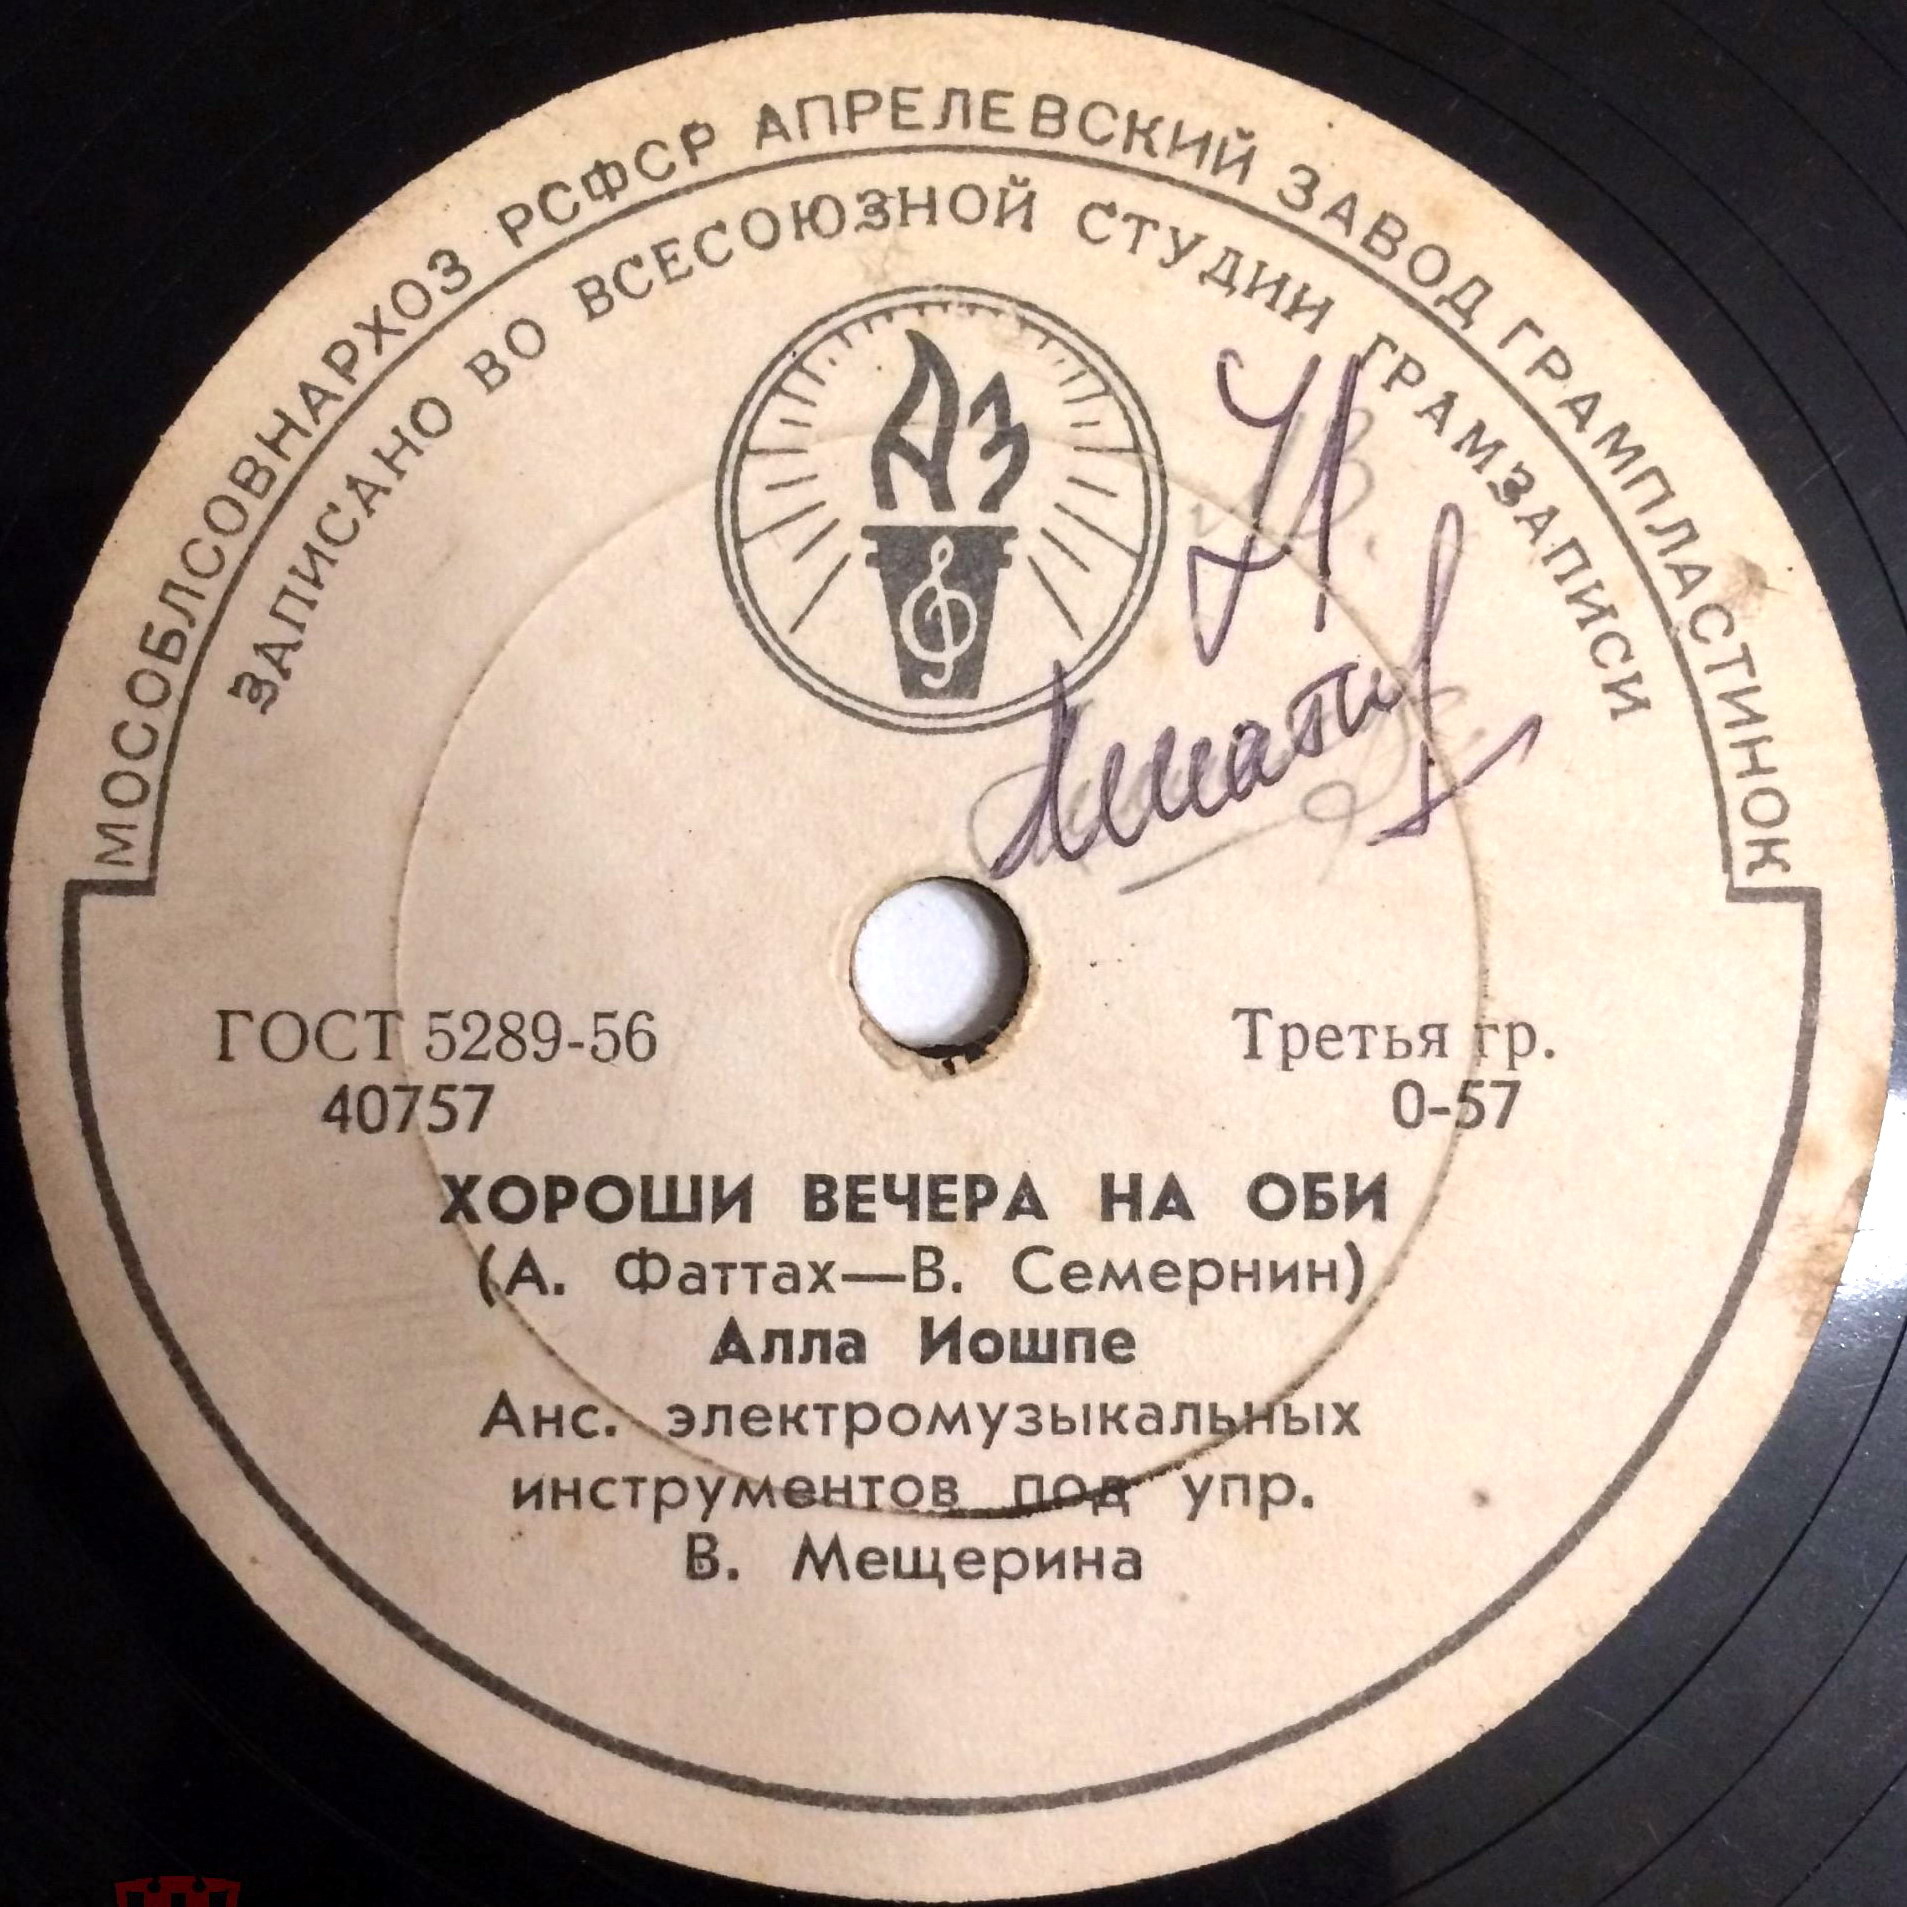 МОСОБЛСОВНАРХОЗ РСФСР АПРЕЛЕВСКИЙ ЗАВОД ГРАМПЛАСТИНОК
ЗАПИСАНО ВО ВСЕСОЮЗНОЙ СТУДИИ ГРАМЗАПИСИ
АЗ
ГОСТ 5289-56
Третья гр.
40757
0-57
ХОРОШИ ВЕЧЕРА НА ОБИ
(А. Фаттах—В. Семернин)
Алла Иошпе
Анс. электромузыкальных
инструментов под упр.
В. Мещерина